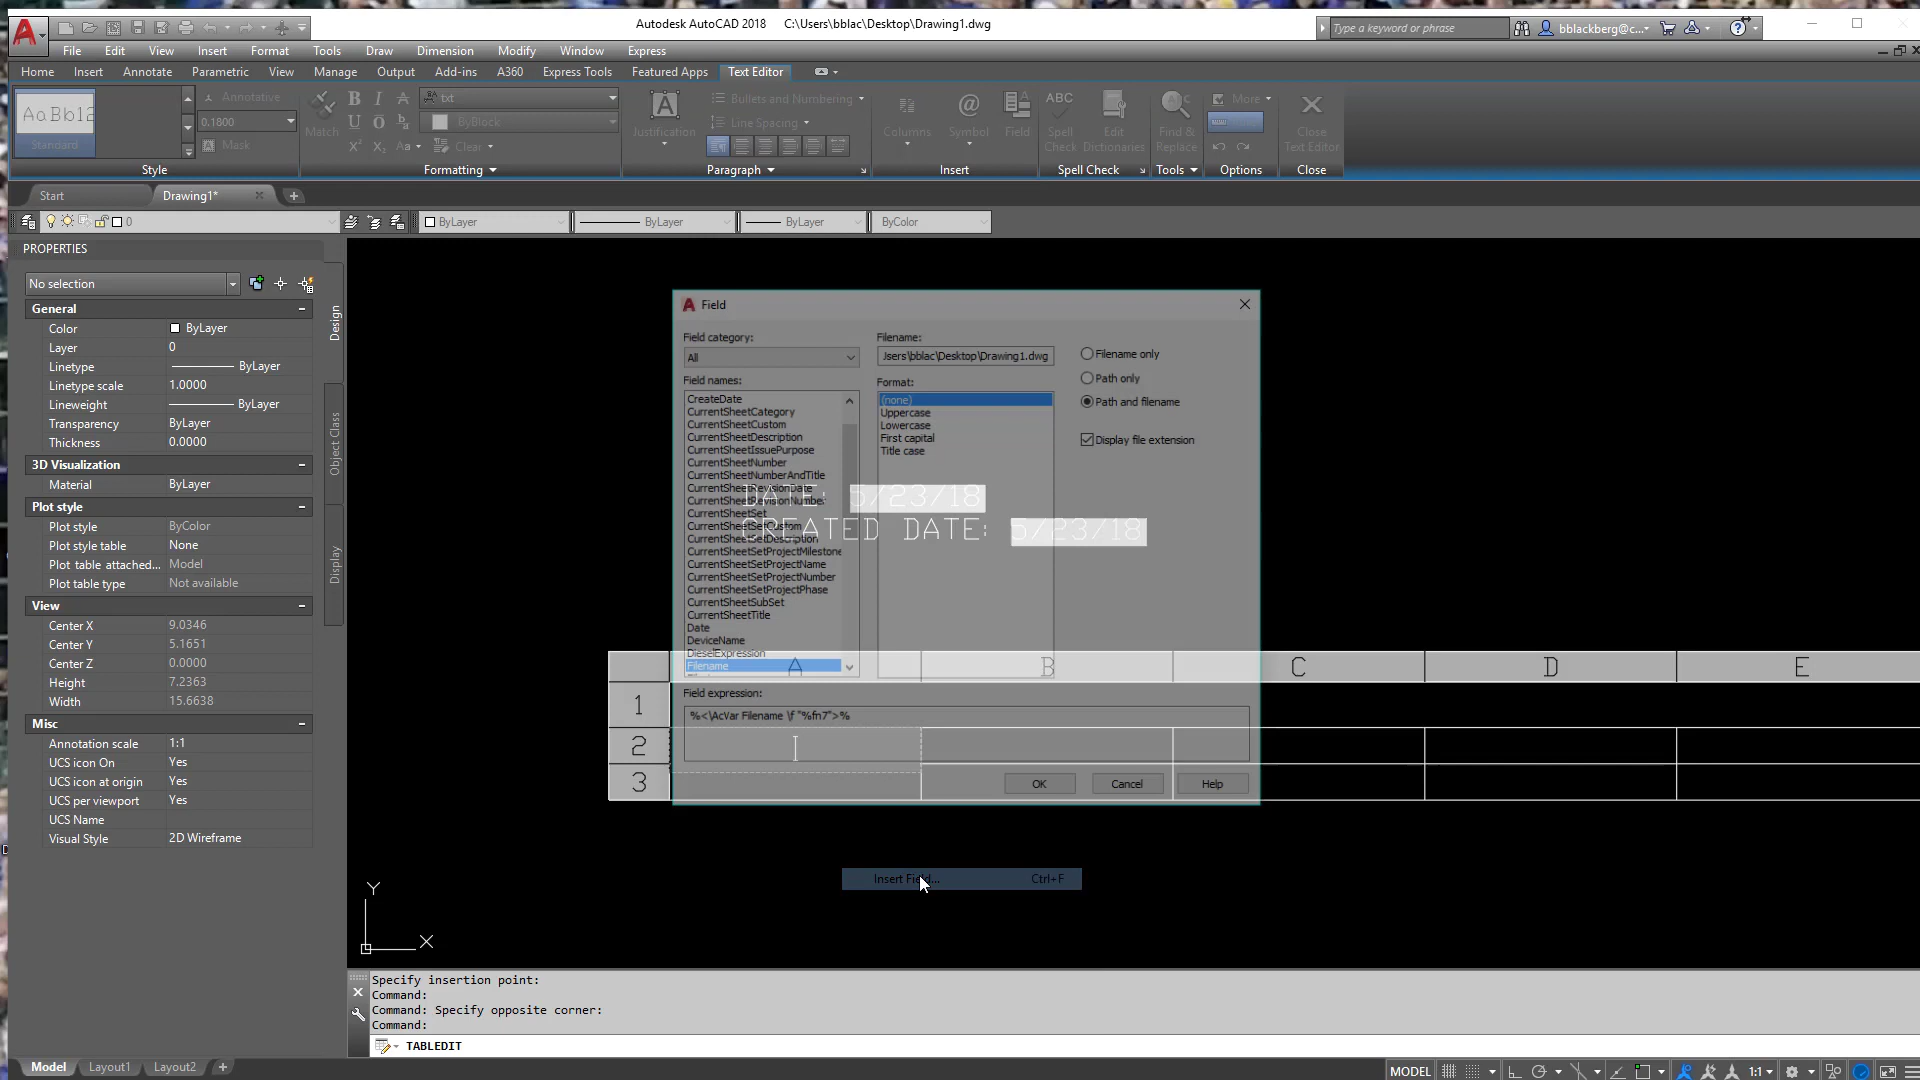 Autodesk AutoCAD 2018 C:\Users\bblac\Desktop\Drawing1.dwg
Type a keyword or phrase
bblackberg@c...
File Edit View Insert Format Tools Draw Dimension Modify Window Express
Home Insert Annotate Parametric View Manage Output Add-ins A360 Express Tools Featured Apps Text Editor
AaBb12
Standard
Annotative
0.1800
Mask
Style
Match
txt
ByBlock
Clear
Formatting
Justification
Bullets and Numbering
Line Spacing
Paragraph
Columns
Symbol
Field
Insert
ABC
Spell Check
Edit Dictionaries
Spell Check
Find & Replace
Tools
More
Options
Close Text Editor
Close
Start Drawing1*
0 ByLayer ByLayer ByLayer ByColor
PROPERTIES
No selection
General
Color ByLayer
Layer 0
Linetype ByLayer
Linetype scale 1.0000
Lineweight ByLayer
Transparency ByLayer
Thickness 0.0000
3D Visualization
Material ByLayer
Plot style
Plot style ByColor
Plot style table None
Plot table attached... Model
Plot table type Not available
View
Center X 9.0346
Center Y 5.1651
Center Z 0.0000
Height 7.2363
Width 15.6638
Misc
Annotation scale 1:1
UCS icon On Yes
UCS icon at origin Yes
UCS per viewport Yes
UCS Name
Visual Style 2D Wireframe
Design
Object Class
Display
Field
Field category:
All
Field names:
CreateDate
CurrentSheetCategory
CurrentSheetCustom
CurrentSheetDescription
CurrentSheetIssuePurpose
CurrentSheetNumber
CurrentSheetNumberAndTitle
CurrentSheetRevisionDate
CurrentSheetRevisionNumber
CurrentSheetSet
CurrentSheetSetCustom
CurrentSheetSetDescription
CurrentSheetSetProjectMilestone
CurrentSheetSetProjectName
CurrentSheetSetProjectNumber
CurrentSheetSetProjectPhase
CurrentSheetSubSet
CurrentSheetTitle
Date
DeviceName
DieselExpression
Filename
Filename:
Jsers\bblac\Desktop\Drawing1.dwg
Format:
(none)
Uppercase
Lowercase
First capital
Title case
Filename only
Path only
Path and filename
Display file extension
Field expression:
%<\AcVar Filename \f "%fn7">%
OK Cancel Help
DATE: 5/23/18
CREATED DATE: 5/23/18
A B C D E
1
2
3
Insert Field... Ctrl+F
Y
X
Specify insertion point:
Command:
Command: Specify opposite corner:
Command:
TABLEDIT
Model Layout1 Layout2
MODEL 1:1